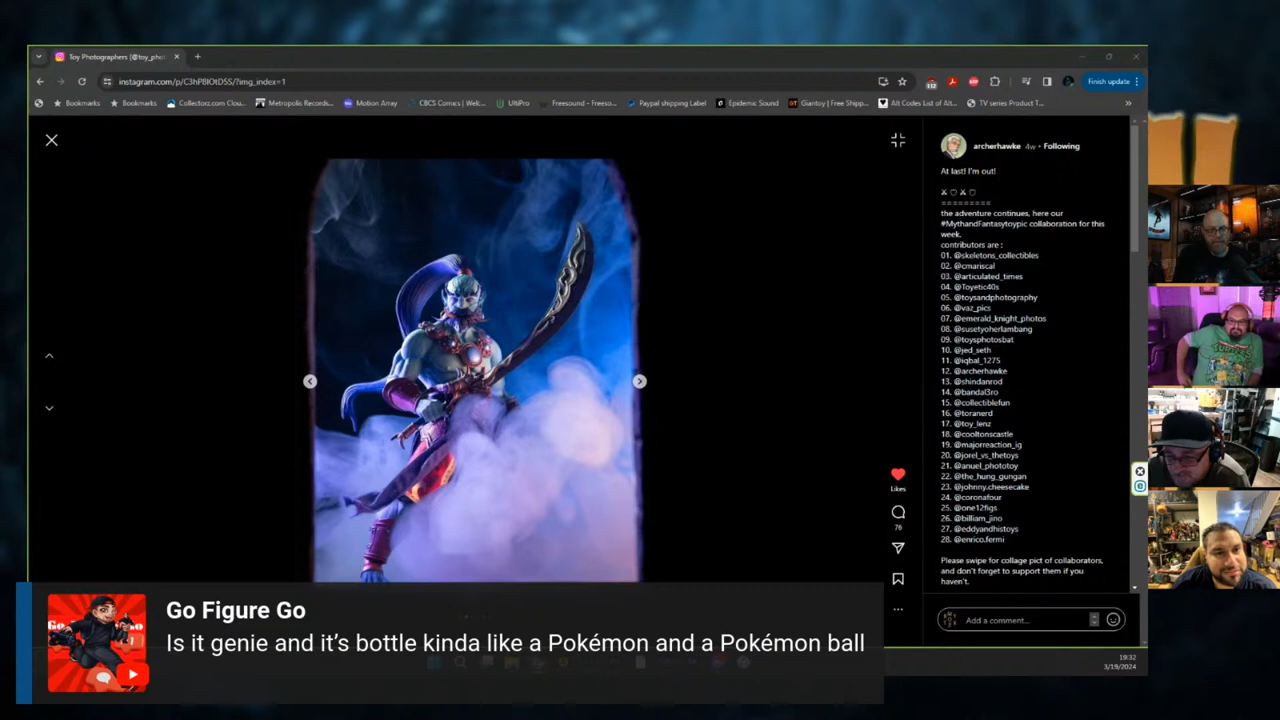 Toy Photographers (@toy_phot
instagram.com/p/C3hP8IOtDSS/?img_index=1
Finish update
Bookmarks
Bookmarks
Collectorz.com Clou...
Metropolis Records...
Motion Array
CBCS Comics | Welc...
UltiPro
Freesound - Freeso...
Paypal shipping Label
Epidemic Sound
Giantoy | Free Shipp...
Alt Codes List of Alt...
TV series Product T...
archerhawke 4w • Following
At last! I'm out!
=========
the adventure continues, here our
#MythandFantasytoypic collaboration for this
week.
contributors are :
01. @skeletons_collectibles
02. @cmariscal
03. @articulated_times
04. @Toyetic40s
05. @toysandphotography
06. @vaz_pics
07. @emerald_knight_photos
08. @susetyoherlambang
09. @toysphotosbat
10. @jed_seth
11. @iqbal_1275
12. @archerhawke
13. @shindanrod
14. @bandal3ro
15. @collectiblefun
16. @toranerd
17. @toy_lenz
18. @cooltonscastle
19. @majorreaction_ig
20. @jorel_vs_thetoys
21. @anuel_phototoy
22. @the_hung_gungan
23. @johnny.cheesecake
24. @coronafour
25. @one12figs
26. @billiam_jino
27. @eddyandhistoys
28. @enrico.fermi
Please swipe for collage pict of collaborators,
and don't forget to support them if you
haven't.
Likes
76
Add a comment...
19:32
3/19/2024
Go Figure Go
Is it genie and it's bottle kinda like a Pokémon and a Pokémon ball